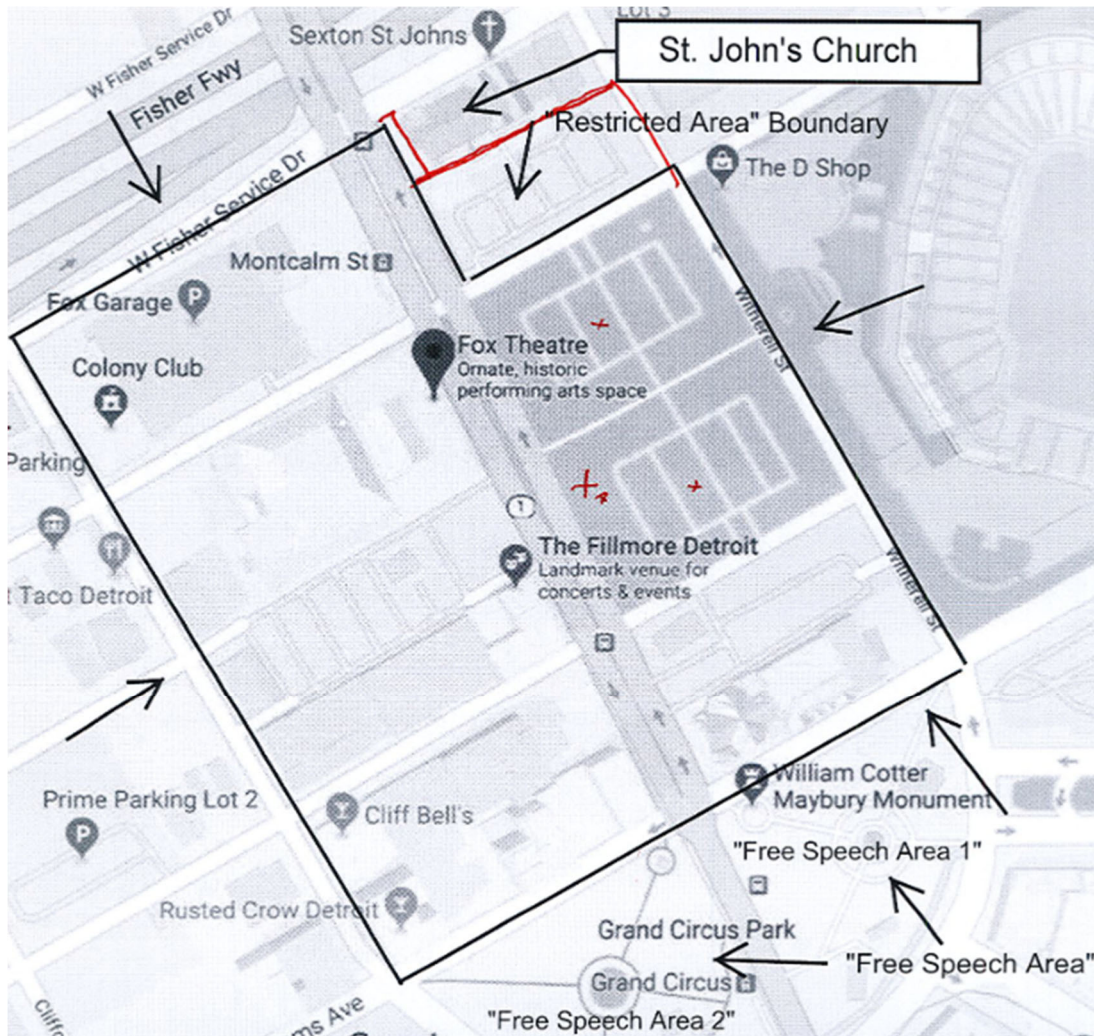 Lot 3
Sexton St Johns
St. John's Church
W Fisher Service Dr
Fisher Fwy
"Restricted Area" Boundary
The D Shop
W Fisher Service Dr
Montcalm St
Fox Garage
P
Witherell St
Fox Theatre
Ornate, historic
performing arts space
Colony Club
Parking
1
The Fillmore Detroit
Landmark venue for
concerts & events
Taco Detroit
Witherell St
William Cotter
Maybury Monument
Prime Parking Lot 2
P
Cliff Bell's
"Free Speech Area 1"
Rusted Crow Detroit
Grand Circus Park
"Free Speech Area"
Grand Circus
"Free Speech Area 2"